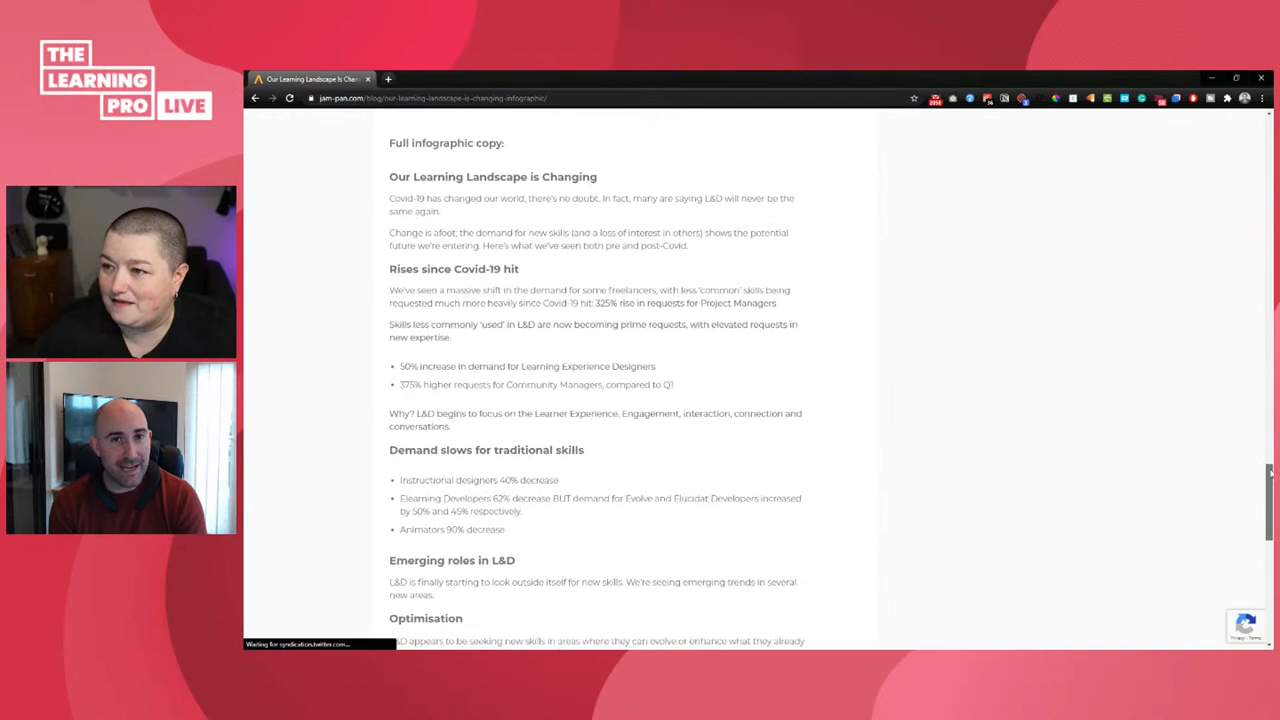 THE
LEARNING
PRO LIVE
Our Learning Landscape Is Chan
jam-pan.com/blog/our-learning-landscape-is-changing-infographic/
Full infographic copy:
Our Learning Landscape is Changing
Covid-19 has changed our world, there's no doubt. In fact, many are saying L&D will never be the
same again.
Change is afoot; the demand for new skills (and a loss of interest in others) shows the potential
future we're entering. Here's what we've seen both pre and post-Covid.
Rises since Covid-19 hit
We've seen a massive shift in the demand for some freelancers, with less 'common' skills being
requested much more heavily since Covid-19 hit: 325% rise in requests for Project Managers
Skills less commonly 'used' in L&D are now becoming prime requests, with elevated requests in
new expertise.
• 50% increase in demand for Learning Experience Designers
• 375% higher requests for Community Managers, compared to Q1
Why? L&D begins to focus on the Learner Experience. Engagement, interaction, connection and
conversations.
Demand slows for traditional skills
• Instructional designers 40% decrease
• Elearning Developers 62% decrease BUT demand for Evolve and Elucidat Developers increased
by 50% and 45% respectively.
• Animators 90% decrease
Emerging roles in L&D
L&D is finally starting to look outside itself for new skills. We're seeing emerging trends in several
new areas.
Optimisation
L&D appears to be seeking new skills in areas where they can evolve or enhance what they already
Waiting for syndication.twitter.com...
Privacy - Terms